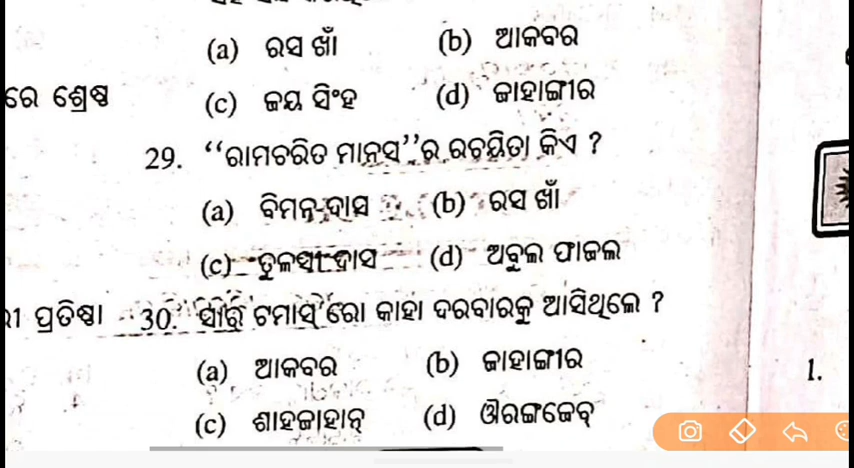 (a) ରସ ଖାଁ (b) ଆକବର
ରେ ଶ୍ରେଷ୍ଠ (c) ଜୟ ସିଂହ (d) ଜାହାଙ୍ଗୀର
29. “ରାମଚରିତ ମାନସ”ର ରଚୟିତା କିଏ ?
(a) ବିମନ ଦାସ (b) ରସ ଖାଁ
(c) ତୁଳସୀ ଦାସ (d) ଅବୁଲ ଫାଜଲ
ରୀ ପ୍ରତିଷ୍ଠା 30. ସାର୍ ଟମାସ୍ ରୋ କାହା ଦରବାରକୁ ଆସିଥିଲେ ?
(a) ଆକବର (b) ଜାହାଙ୍ଗୀର
1.
(c) ଶାହଜାହାନ୍ (d) ଔରଙ୍ଗଜେବ୍